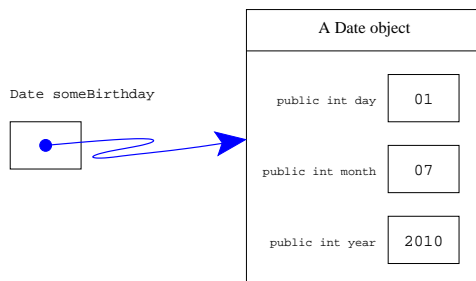 A Date object
Date someBirthday
public int day 01
public int month 07
public int year 2010